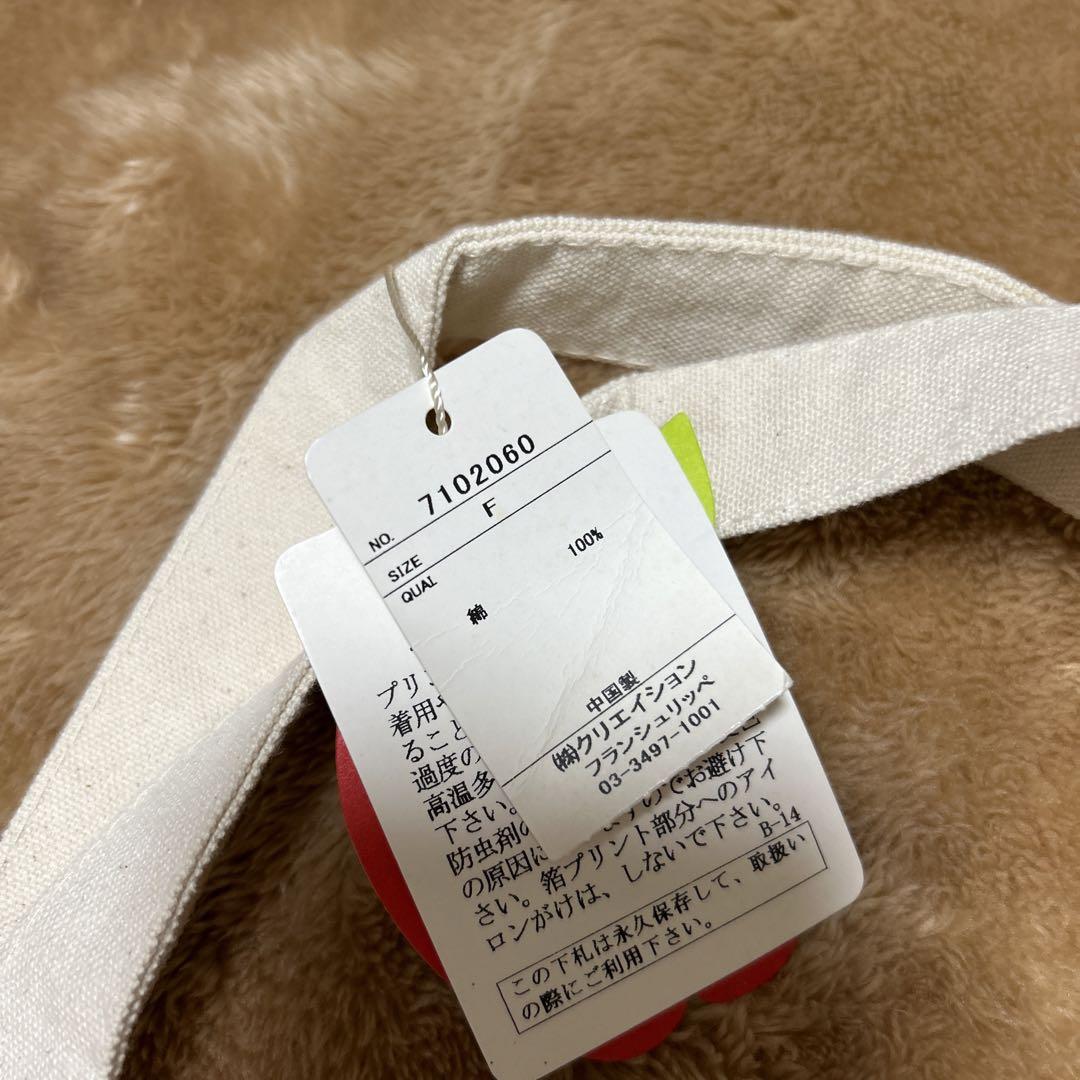 NO. 7102060
SIZE F
QUAL
綿 100%
中国製
㈱クリエイション
フランシュリッペ
03-3497-1001
プリン
着用
ること
過度の
高温多
下さい。
防虫剤の でお避け下
の原因に
さい。箔プリント部分へのアイ
ロンがけは、しないで下さい。
B-14
この下札は永久保存して、取扱い
の際にご利用下さい。